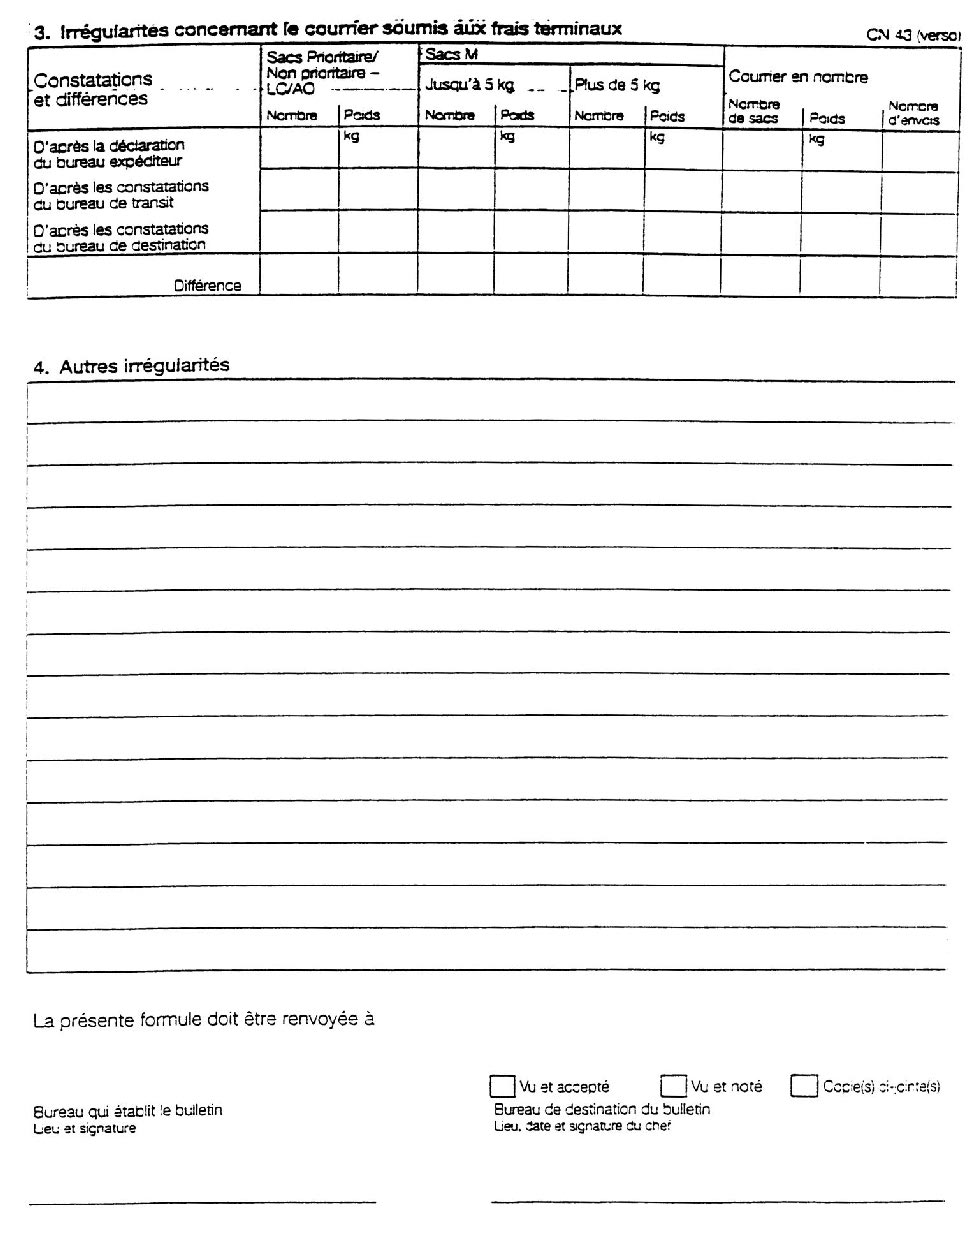 3. Irrégularités concernant le courrier soumis aux frais terminaux
CN 43 (verso)
Constatations
et différences
Sacs Prioritaire/
Non prioritaire –
LC/AO
Sacs M
Jusqu'à 5 kg
Plus de 5 kg
Courrier en nombre
Nombre
Poids
Nombre
Poids
Nombre
Poids
Nombre
de sacs
Poids
Nombre
d'envois
D'après la déclaration
du bureau expéditeur
kg
kg
kg
kg
D'après les constatations
du bureau de transit
D'après les constatations
du bureau de destination
Différence
4. Autres irrégularités
La présente formule doit être renvoyée à
Vu et accepté
Vu et noté
Copie(s) ci-jointe(s)
Bureau qui établit le bulletin
Lieu et signature
Bureau de destination du bulletin
Lieu, date et signature du chef